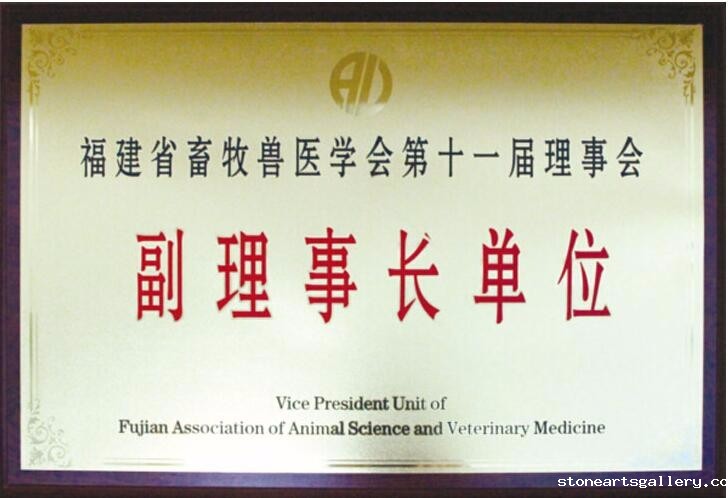 福建省畜牧兽医学会第十一届理事会
副理事长单位
Vice President Unit of
Fujian Association of Animal Science and Veterinary Medicine
stoneartsgallery.co